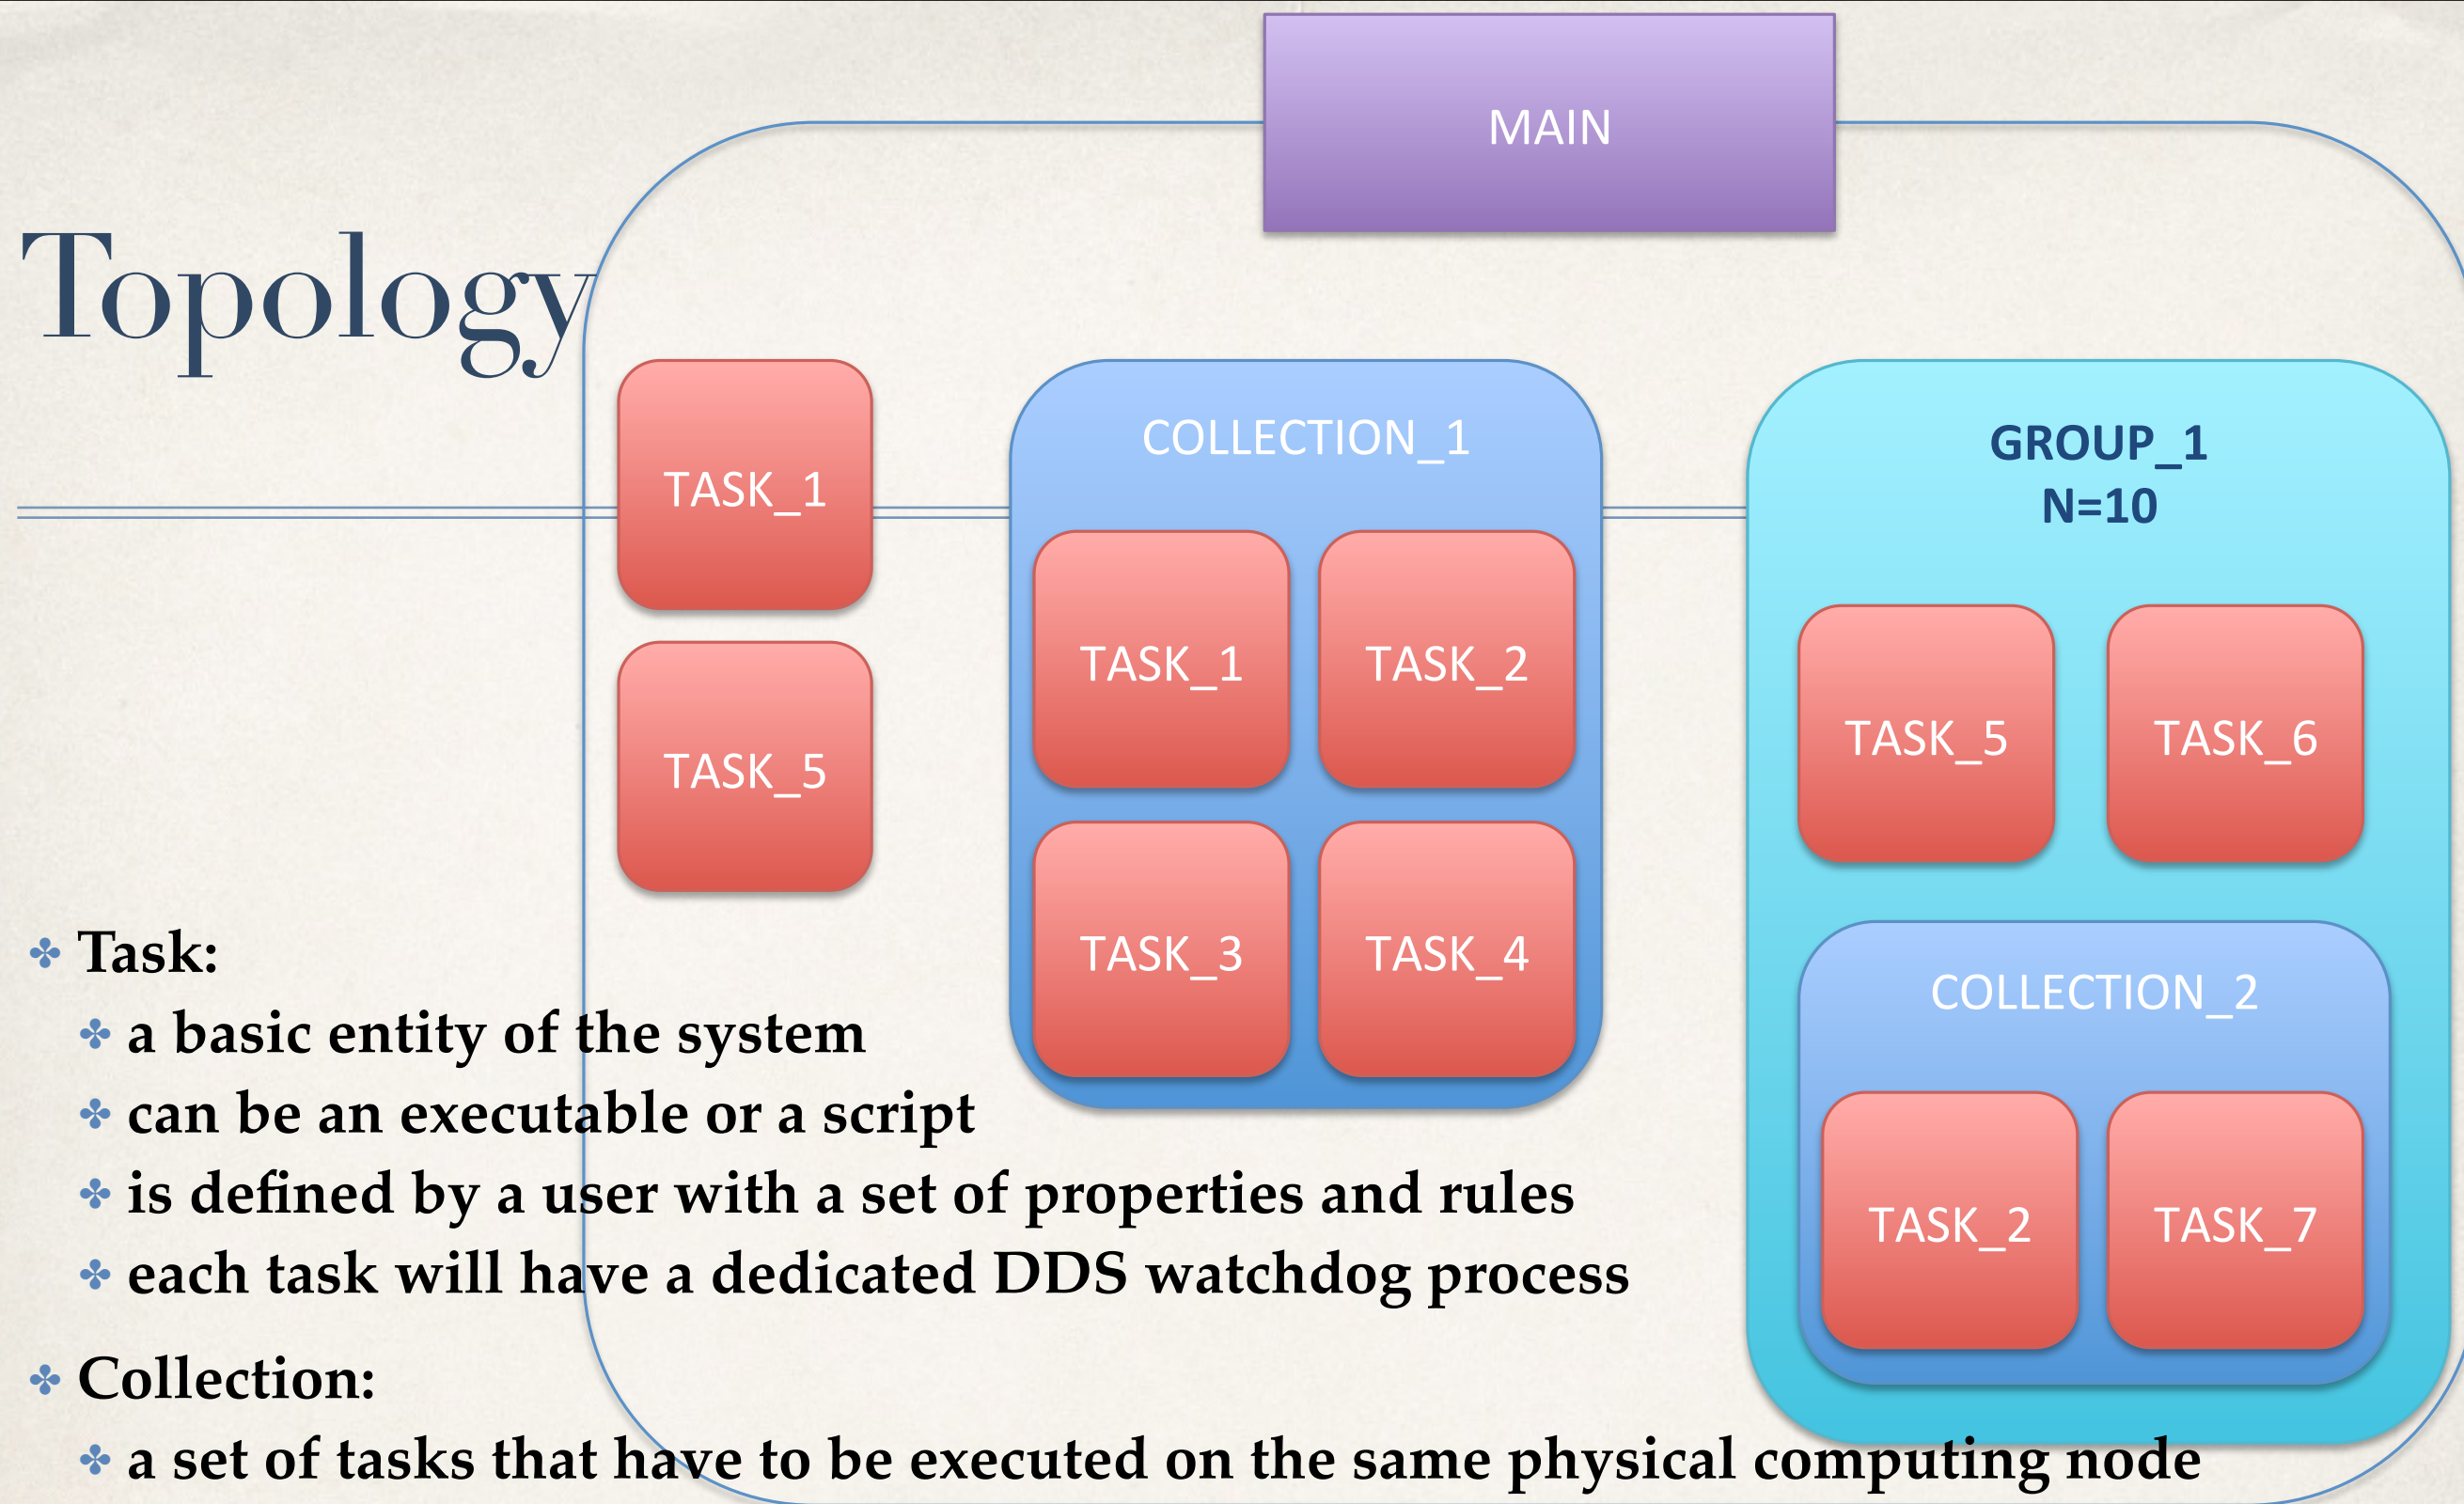 MAIN
Topology
TASK_1
TASK_5
COLLECTION_1
TASK_1
TASK_2
TASK_3
TASK_4
GROUP_1
N=10
TASK_5
TASK_6
COLLECTION_2
TASK_2
TASK_7
Task:
a basic entity of the system
can be an executable or a script
is defined by a user with a set of properties and rules
each task will have a dedicated DDS watchdog process
Collection:
a set of tasks that have to be executed on the same physical computing node